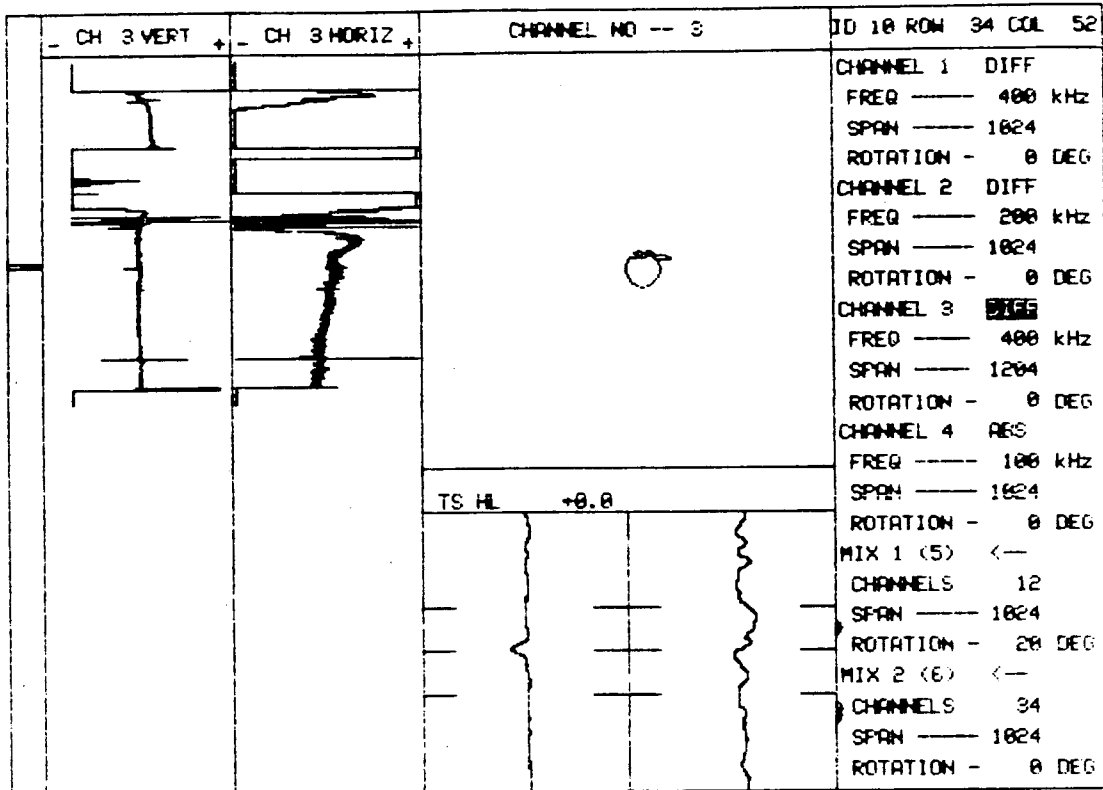 - CH 3 VERT +
- CH 3 HORIZ +
CHANNEL NO -- 3
ID 10 ROW 34 COL 52
CHANNEL 1 DIFF
FREQ ----- 400 kHz
SPAN ----- 1024
ROTATION - 0 DEG
CHANNEL 2 DIFF
FREQ ----- 200 kHz
SPAN ----- 1024
ROTATION - 0 DEG
CHANNEL 3 DIFF
FREQ ----- 400 kHz
SPAN ----- 1204
ROTATION - 0 DEG
CHANNEL 4 ABS
FREQ ----- 100 kHz
SPAN ----- 1024
ROTATION - 0 DEG
MIX 1 (5) <--
CHANNELS 12
SPAN ----- 1024
ROTATION - 20 DEG
MIX 2 (6) <--
CHANNELS 34
SPAN ----- 1024
ROTATION - 0 DEG
TS HL +0.0